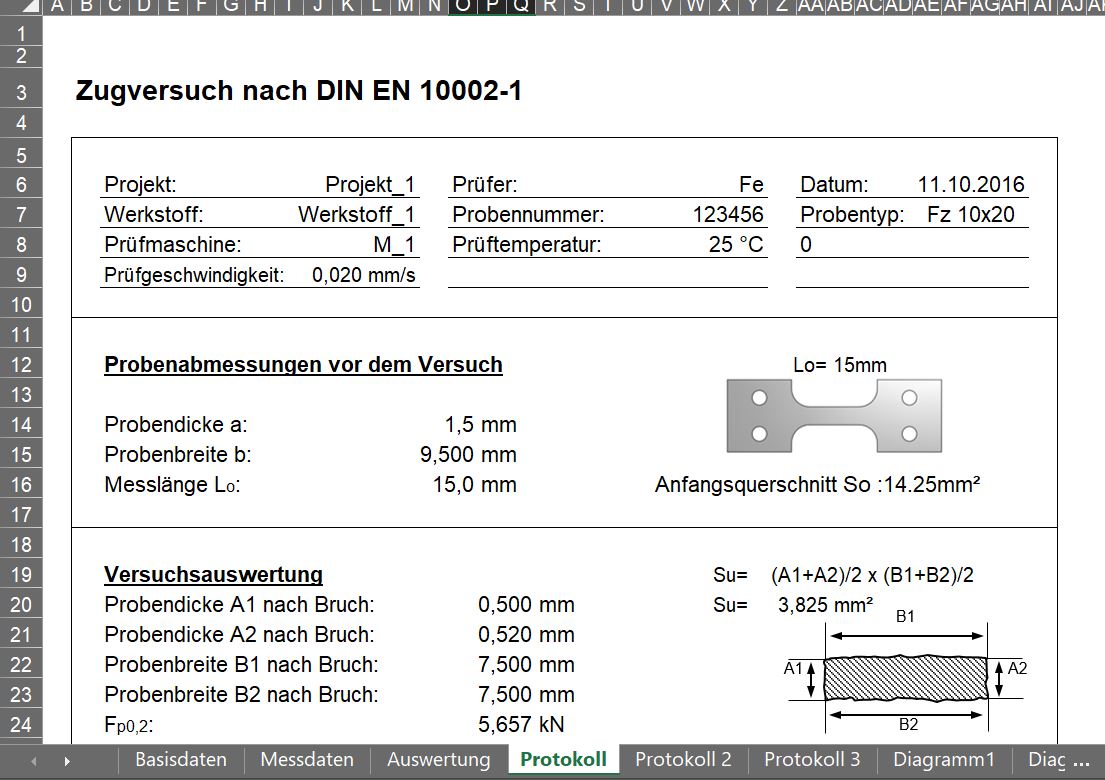 A B C D E F G H I J K L M N O P Q R S T U V W X Y Z AA AB AC AD AE AF AG AH AI AJ
1
2
3 Zugversuch nach DIN EN 10002-1
4
5
6 Projekt: Projekt_1 Prüfer: Fe Datum: 11.10.2016
7 Werkstoff: Werkstoff_1 Probennummer: 123456 Probentyp: Fz 10x20
8 Prüfmaschine: M_1 Prüftemperatur: 25 °C 0
9 Prüfgeschwindigkeit: 0,020 mm/s
10
11
12 Probenabmessungen vor dem Versuch Lo= 15mm
13
14 Probendicke a: 1,5 mm
15 Probenbreite b: 9,500 mm
16 Messlänge Lo: 15,0 mm Anfangsquerschnitt So :14.25mm²
17
18
19 Versuchsauswertung Su= (A1+A2)/2 x (B1+B2)/2
20 Probendicke A1 nach Bruch: 0,500 mm Su= 3,825 mm²
B1
21 Probendicke A2 nach Bruch: 0,520 mm
22 Probenbreite B1 nach Bruch: 7,500 mm A1 A2
23 Probenbreite B2 nach Bruch: 7,500 mm
24 Fp0,2: 5,657 kN B2
Basisdaten Messdaten Auswertung Protokoll Protokoll 2 Protokoll 3 Diagramm1 Diag ...